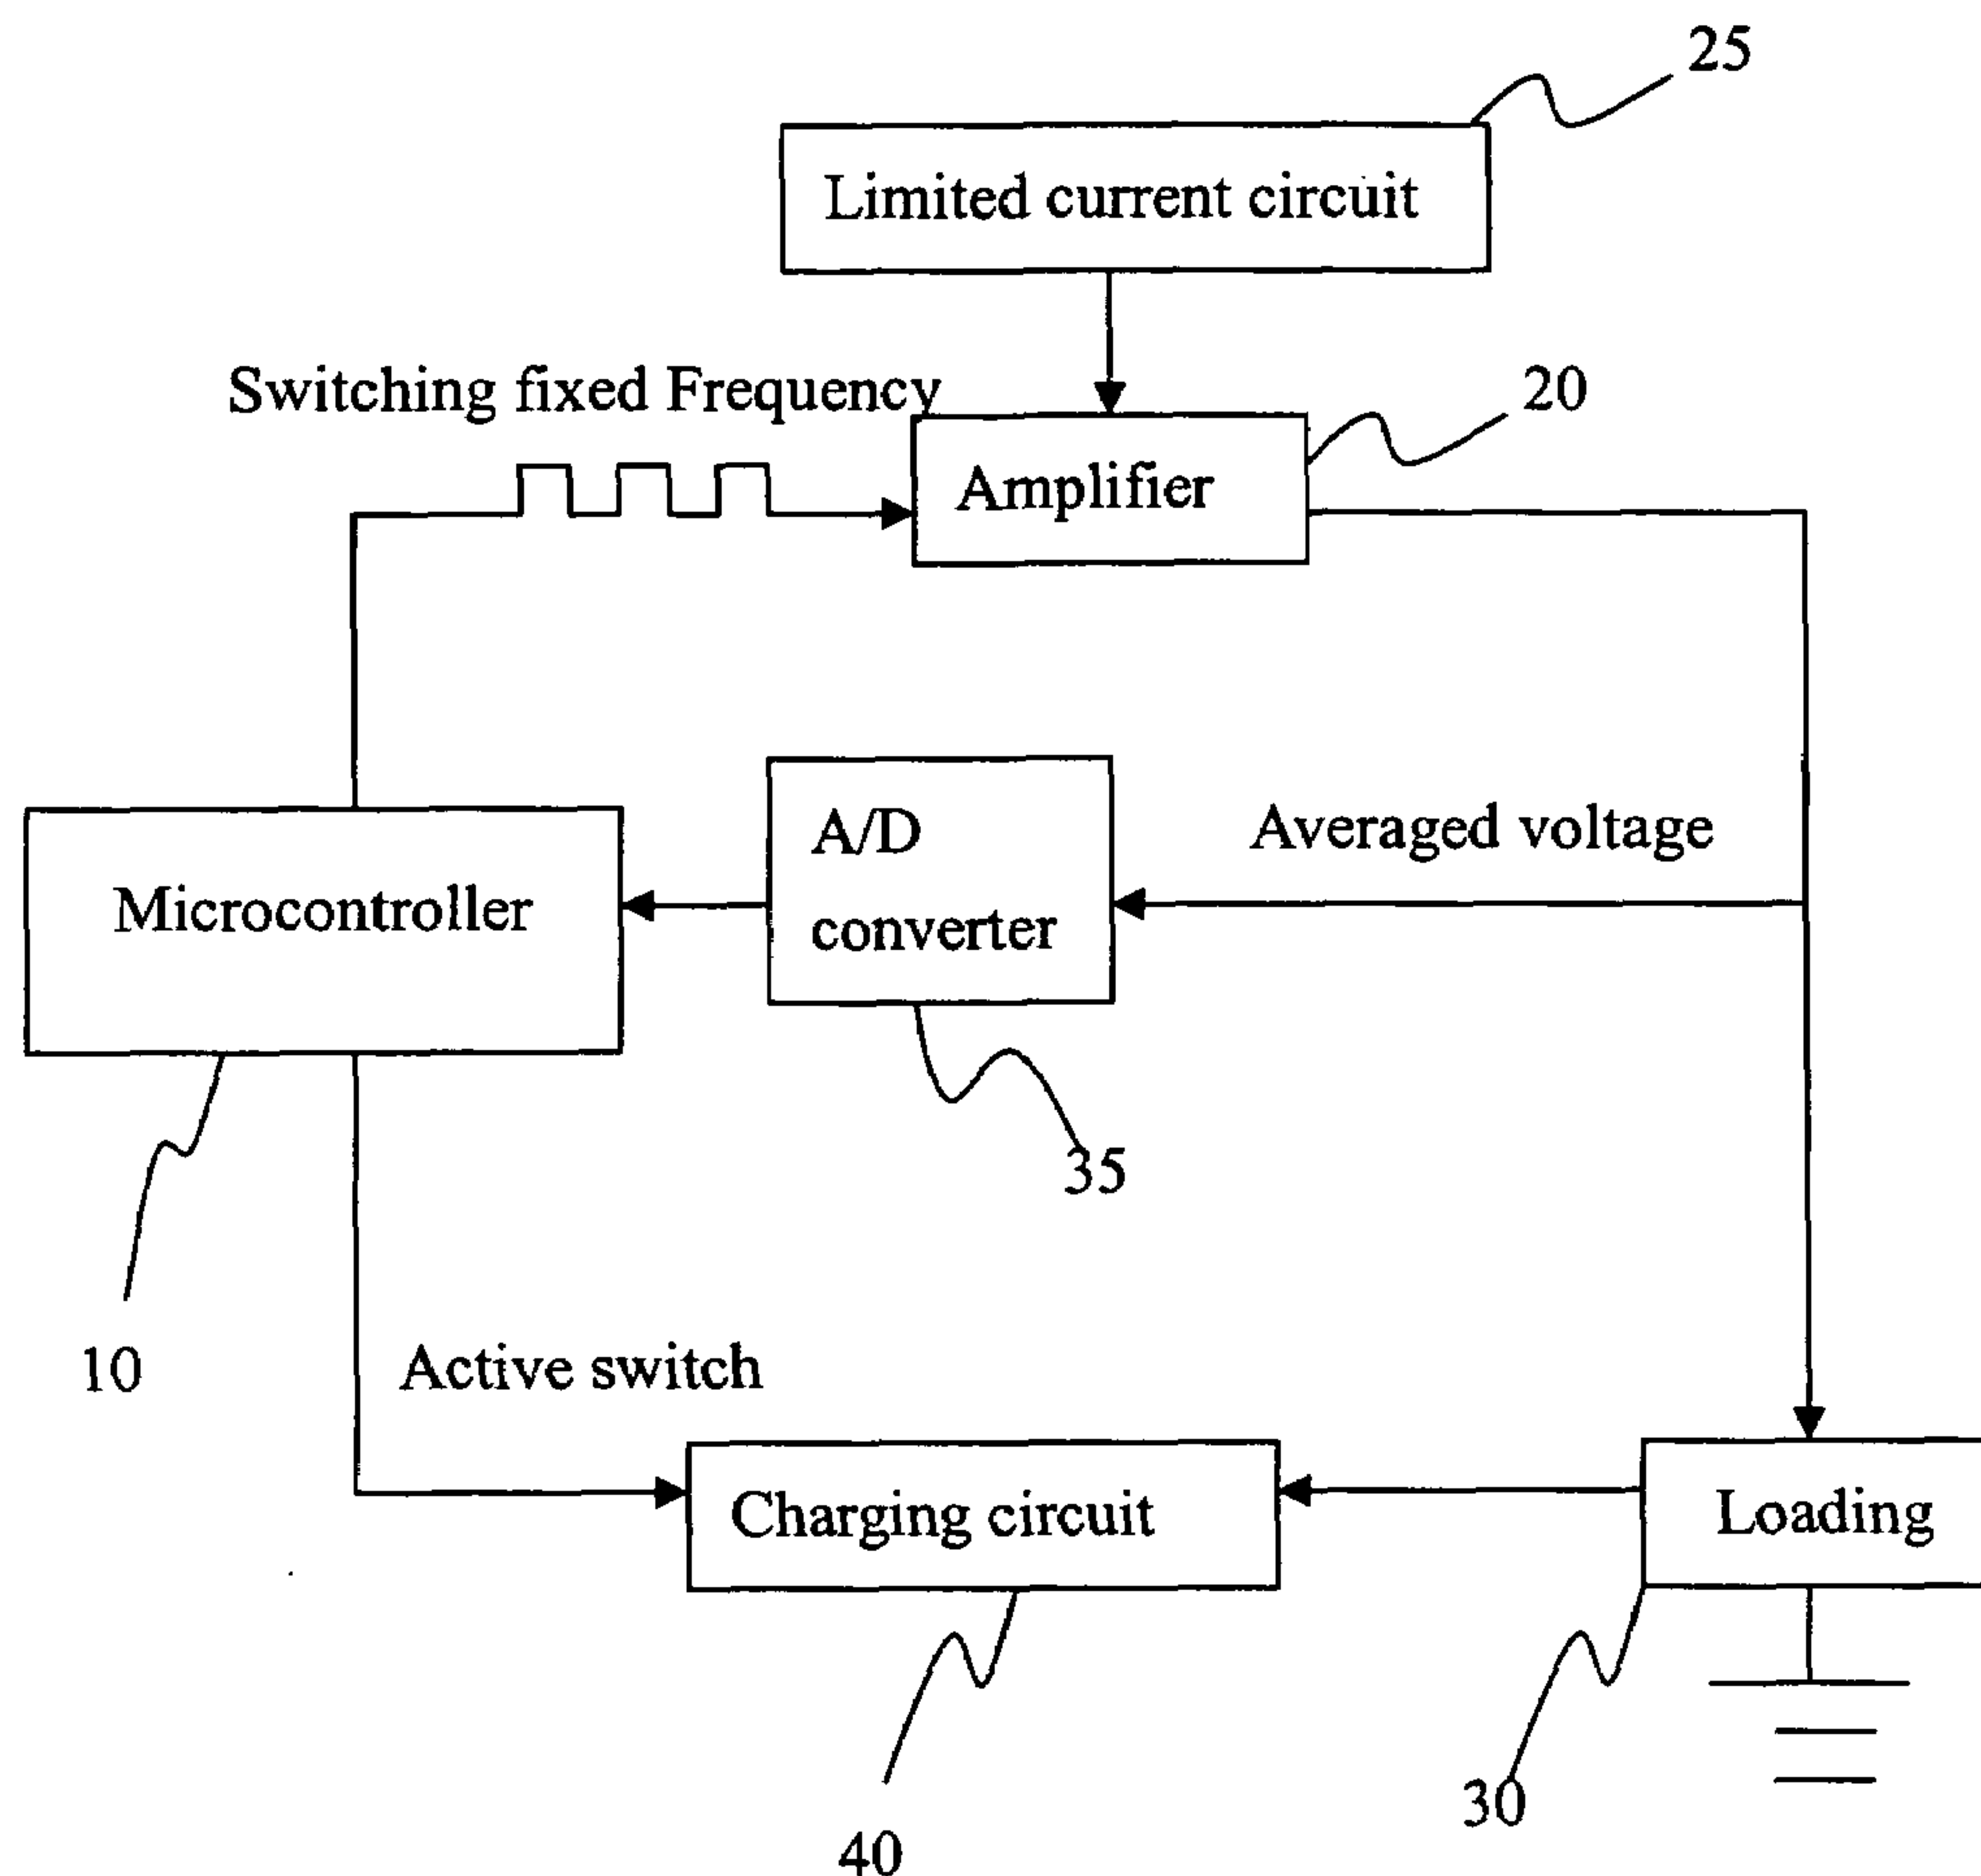 25
Limited current circuit
Switching fixed Frequency
20
Amplifier
A/D
converter
Averaged voltage
Microcontroller
35
10
Active switch
Charging circuit
Loading
30
40